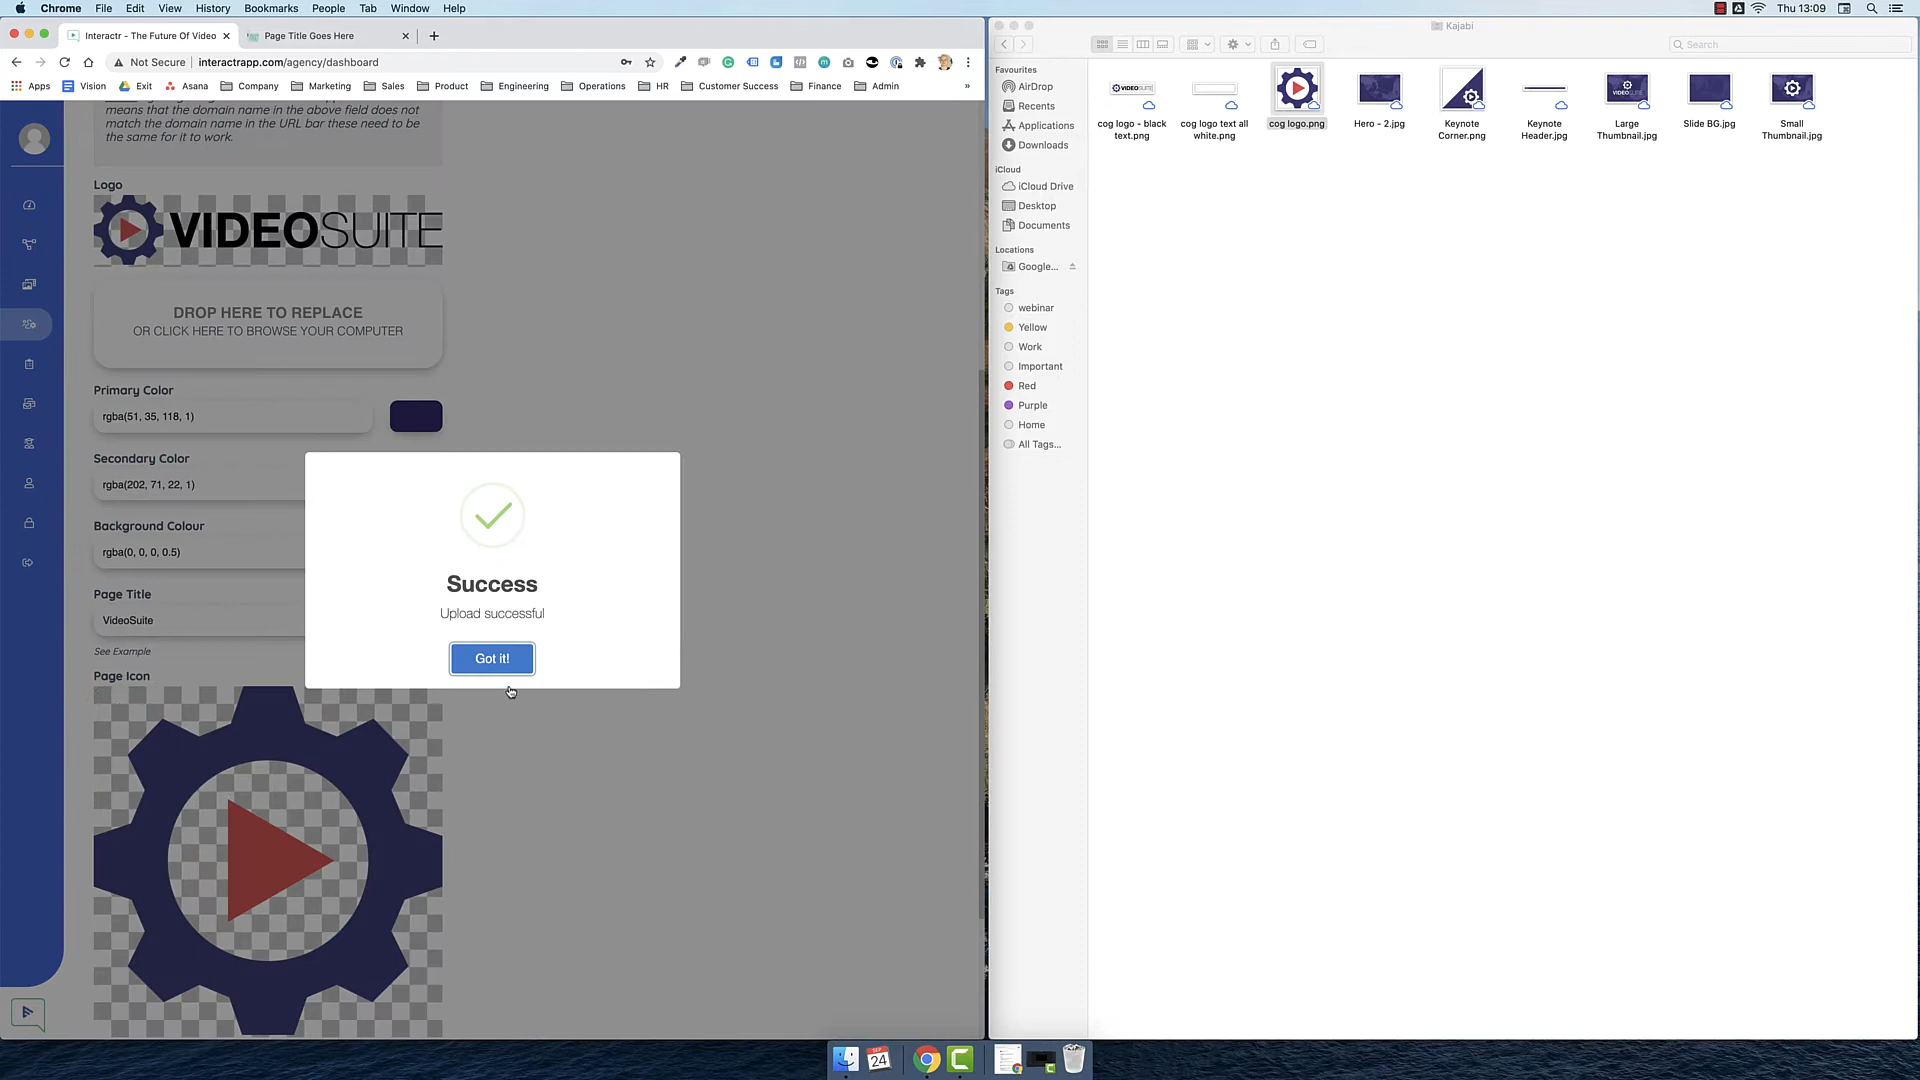 Chrome File Edit View History Bookmarks People Tab Window Help
Thu 13:09
Interactr - The Future Of Video
Page Title Goes Here
Not Secure interactrapp.com/agency/dashboard
Apps Vision Exit Asana Company Marketing Sales Product Engineering Operations HR Customer Success Finance Admin »
means that the domain name in the above field does not
match the domain name in the URL bar these need to be
the same for it to work.
Logo
VIDEOSUITE
DROP HERE TO REPLACE
OR CLICK HERE TO BROWSE YOUR COMPUTER
Primary Color
rgba(51, 35, 118, 1)
Secondary Color
rgba(202, 71, 22, 1)
Background Colour
rgba(0, 0, 0, 0.5)
Page Title
VideoSuite
See Example
Page Icon
Success
Upload successful
Got it!
Kajabi
Search
Favourites
AirDrop
Recents
Applications
Downloads
iCloud
iCloud Drive
Desktop
Documents
Locations
Google...
Tags
webinar
Yellow
Work
Important
Red
Purple
Home
All Tags...
VIDEOSUITE
cog logo - black
text.png
cog logo text all
white.png
cog logo.png
Hero - 2.jpg
Keynote
Corner.png
Keynote
Header.jpg
Large
Thumbnail.jpg
Slide BG.jpg
Small
Thumbnail.jpg
SEP
24